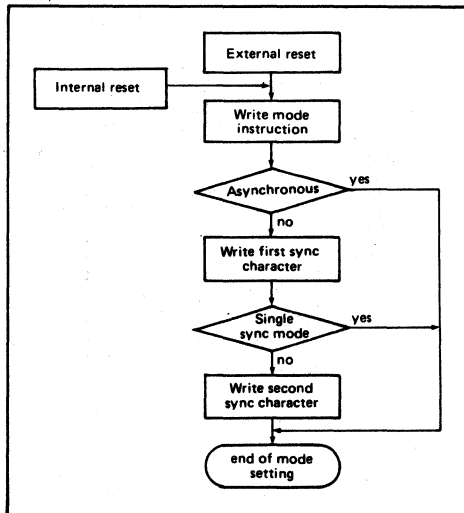 External reset
Internal reset
Write mode
instruction
Asynchronous
yes
no
Write first sync
character
Single
sync mode
yes
no
Write second
sync character
end of mode
setting